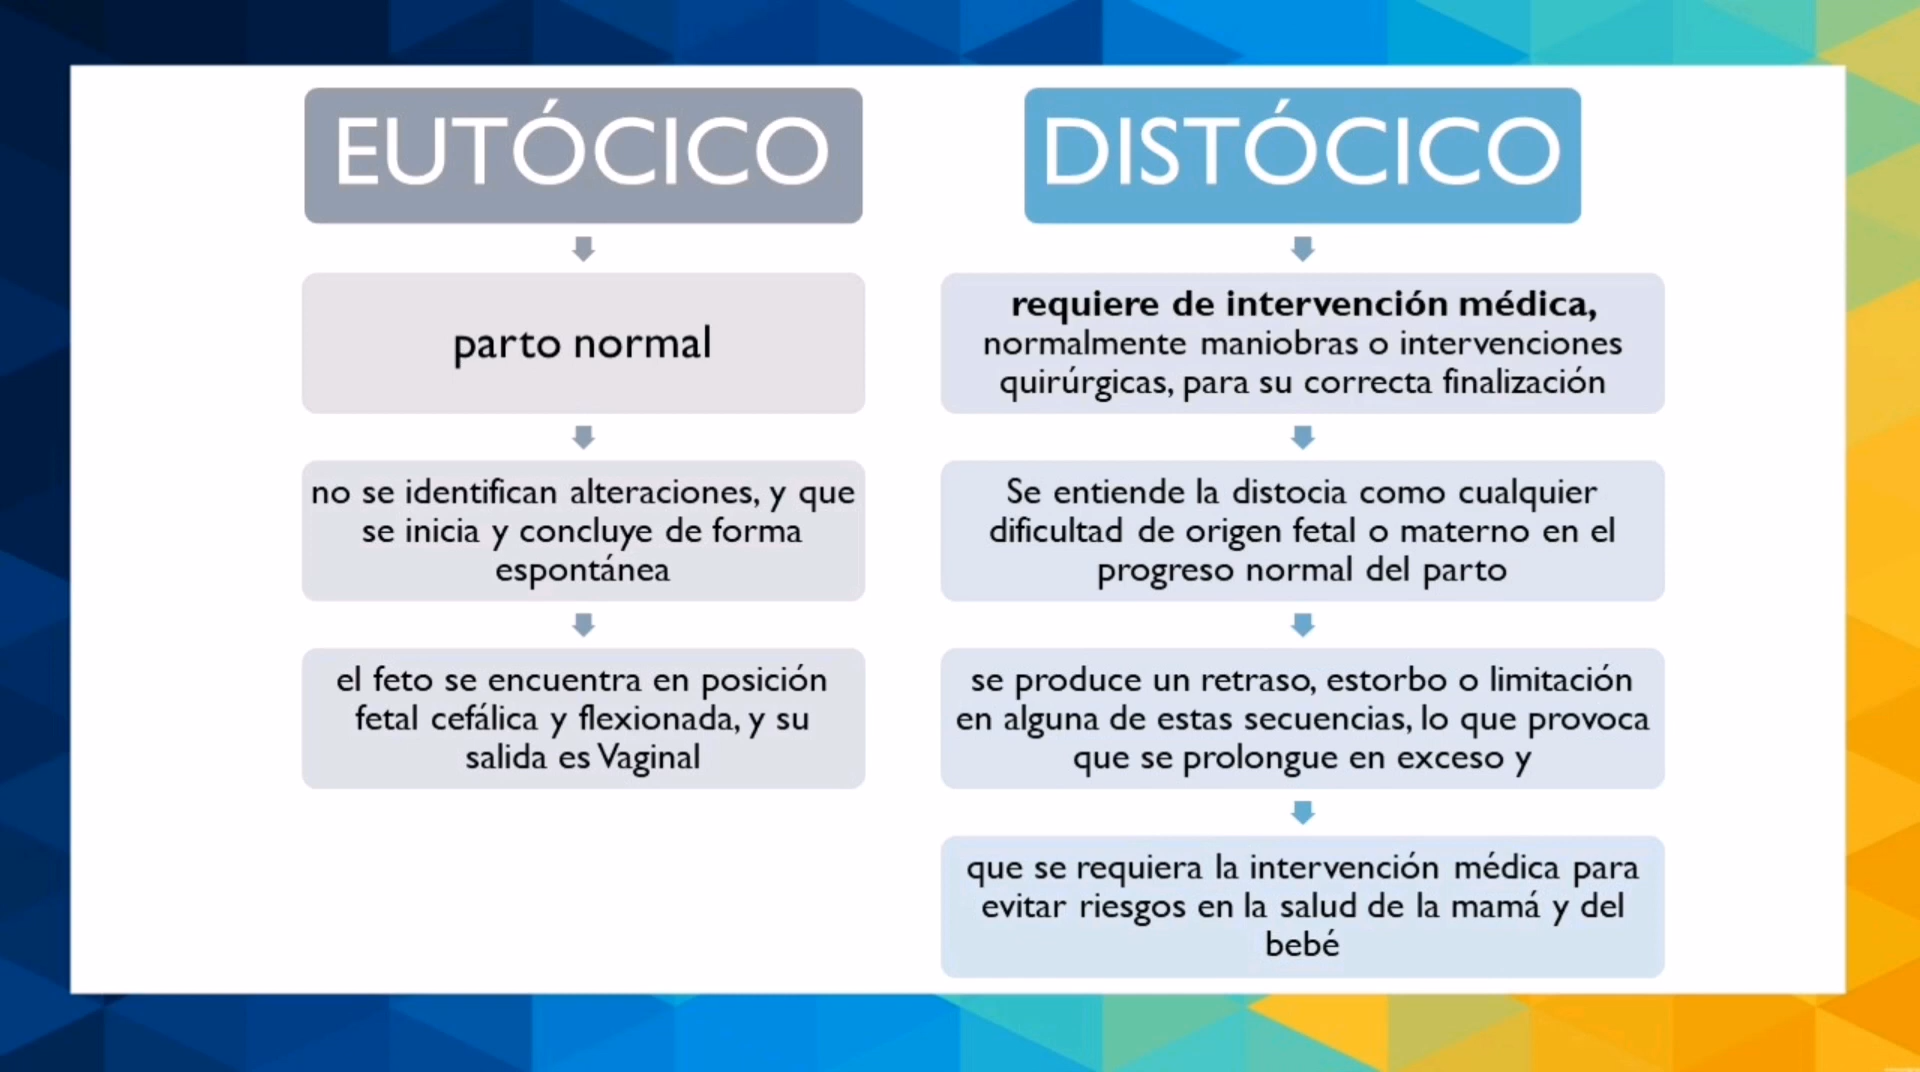 EUTÓCICO
parto normal
no se identifican alteraciones, y que
se inicia y concluye de forma
espontánea
el feto se encuentra en posición
fetal cefálica y flexionada, y su
salida es Vaginal
DISTÓCICO
requiere de intervención médica,
normalmente maniobras o intervenciones
quirúrgicas, para su correcta finalización
Se entiende la distocia como cualquier
dificultad de origen fetal o materno en el
progreso normal del parto
se produce un retraso, estorbo o limitación
en alguna de estas secuencias, lo que provoca
que se prolongue en exceso y
que se requiera la intervención médica para
evitar riesgos en la salud de la mamá y del
bebé